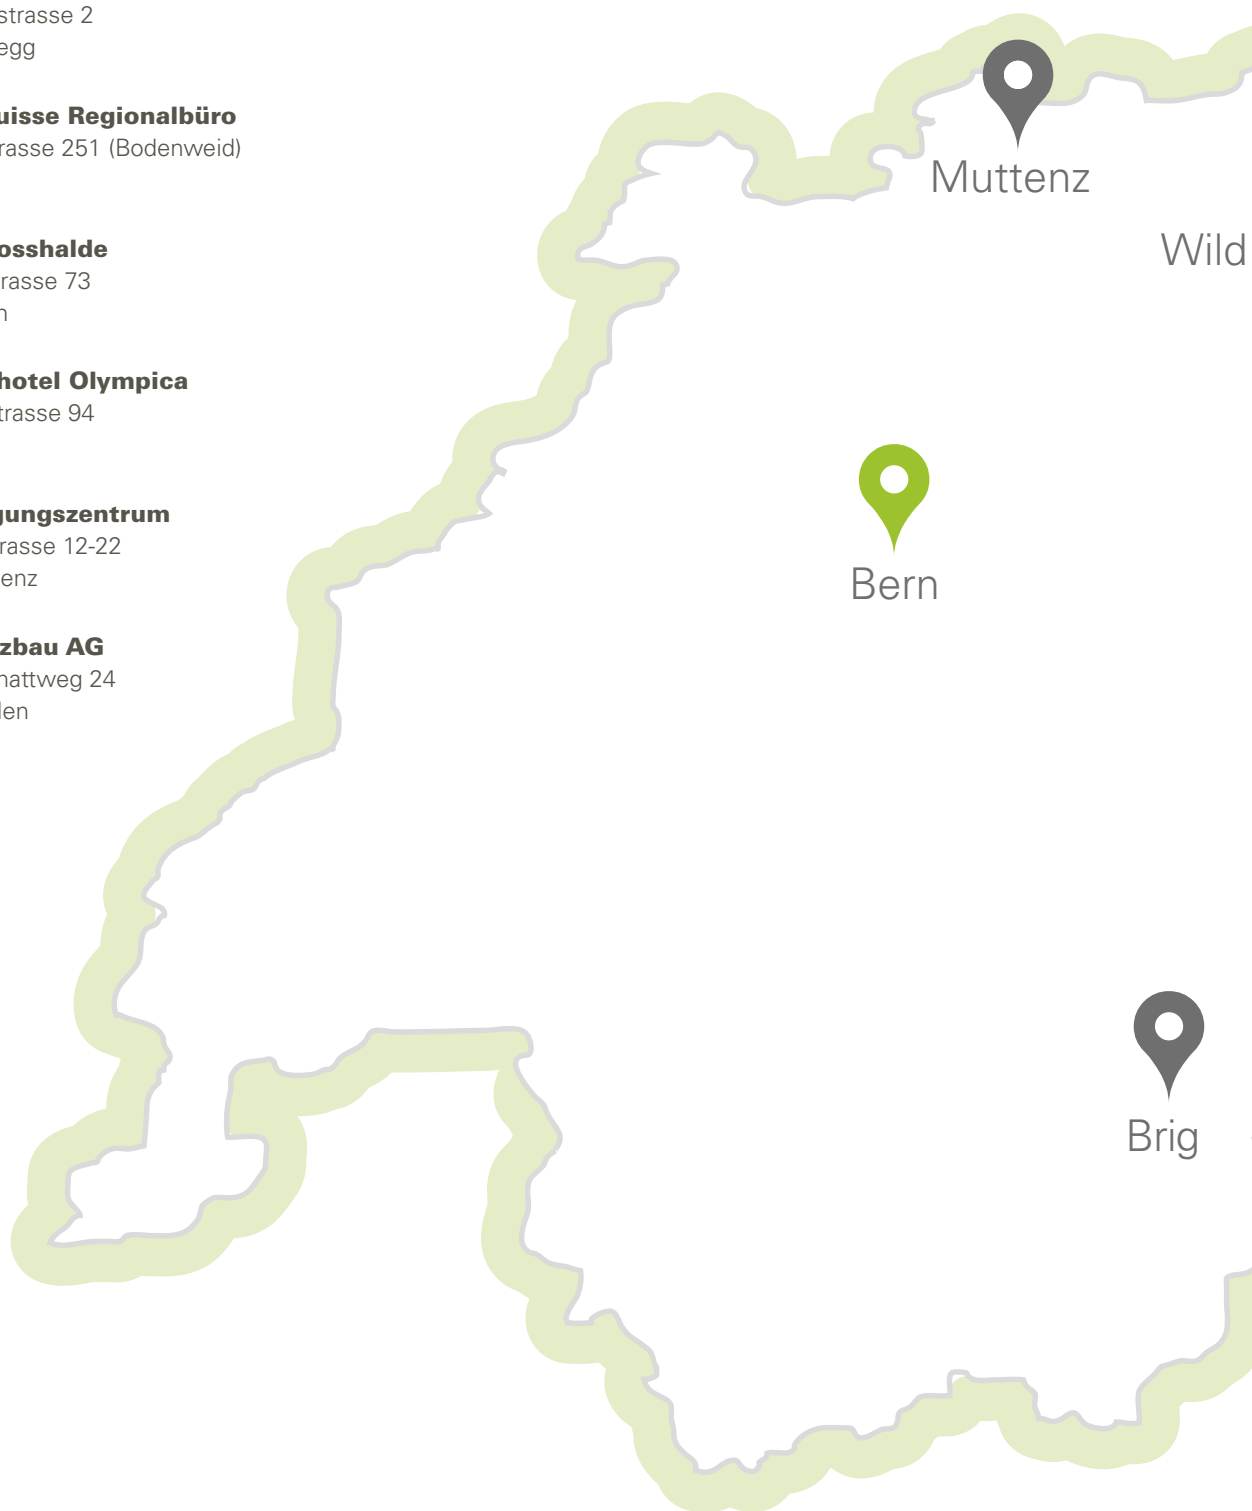 strasse 2
egg
uisse Regionalbüro
rasse 251 (Bodenweid)
osshalde
rasse 73
n
hotel Olympica
trasse 94
gungszentrum
rasse 12-22
enz
zbau AG
nattweg 24
len
Muttenz
Wild
Bern
Brig